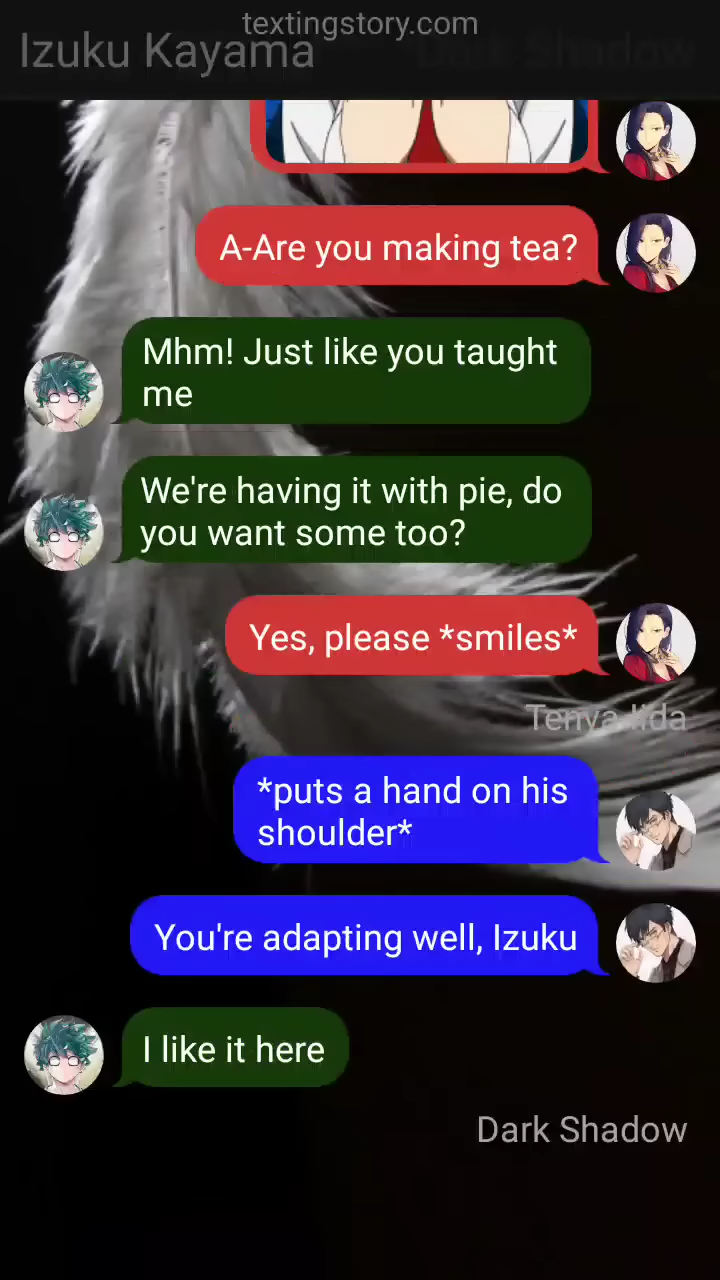 textingstory.com
Izuku Kayama
Dark Shadow
A-Are you making tea?
Mhm! Just like you taught
me
We're having it with pie, do
you want some too?
Yes, please *smiles*
Tenya Iida
*puts a hand on his
shoulder*
You're adapting well, Izuku
I like it here
Dark Shadow